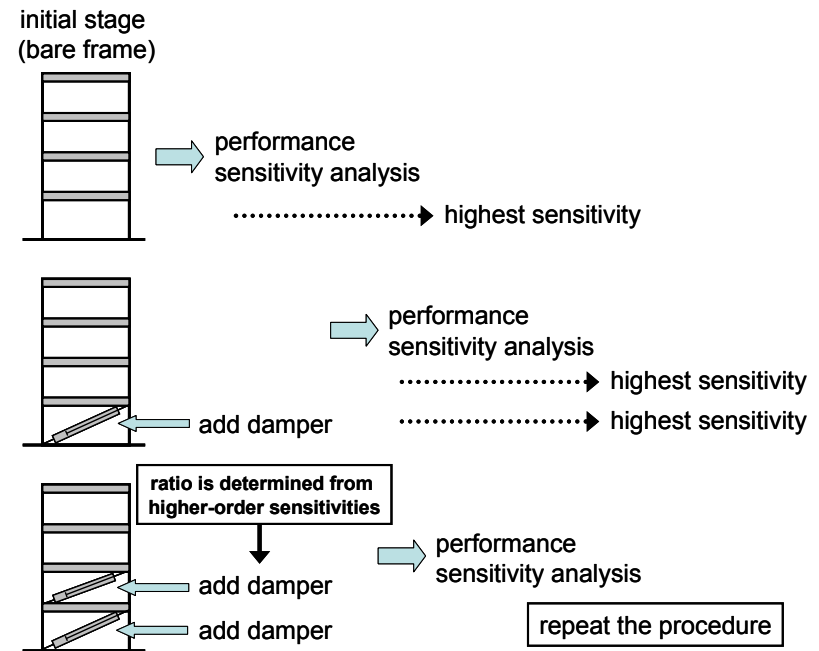 initial stage
(bare frame)
performance
sensitivity analysis
highest sensitivity
performance
sensitivity analysis
highest sensitivity
highest sensitivity
add damper
ratio is determined from
higher-order sensitivities
performance
sensitivity analysis
add damper
add damper
repeat the procedure